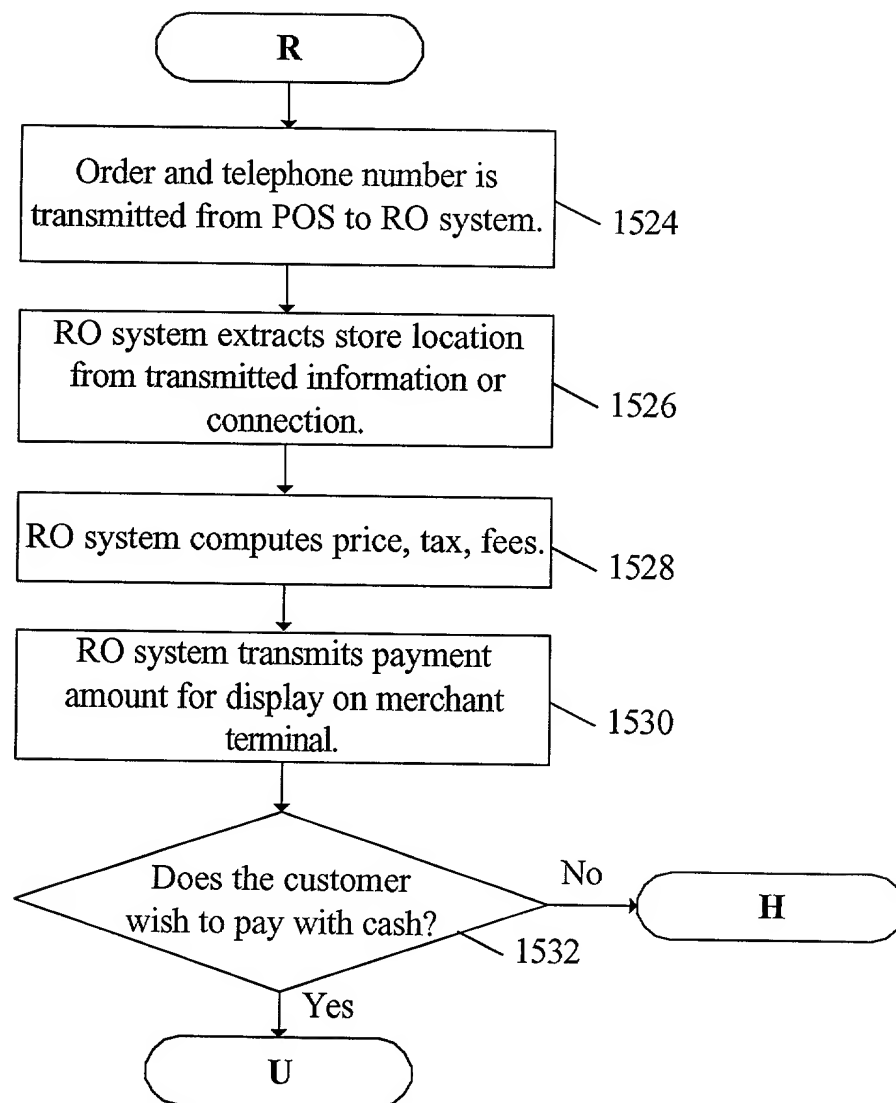 R
Order and telephone number is
transmitted from POS to RO system.
1524
RO system extracts store location
from transmitted information or
connection.
1526
RO system computes price, tax, fees.
1528
RO system transmits payment
amount for display on merchant
terminal.
1530
Does the customer
wish to pay with cash?
1532
No
H
Yes
U